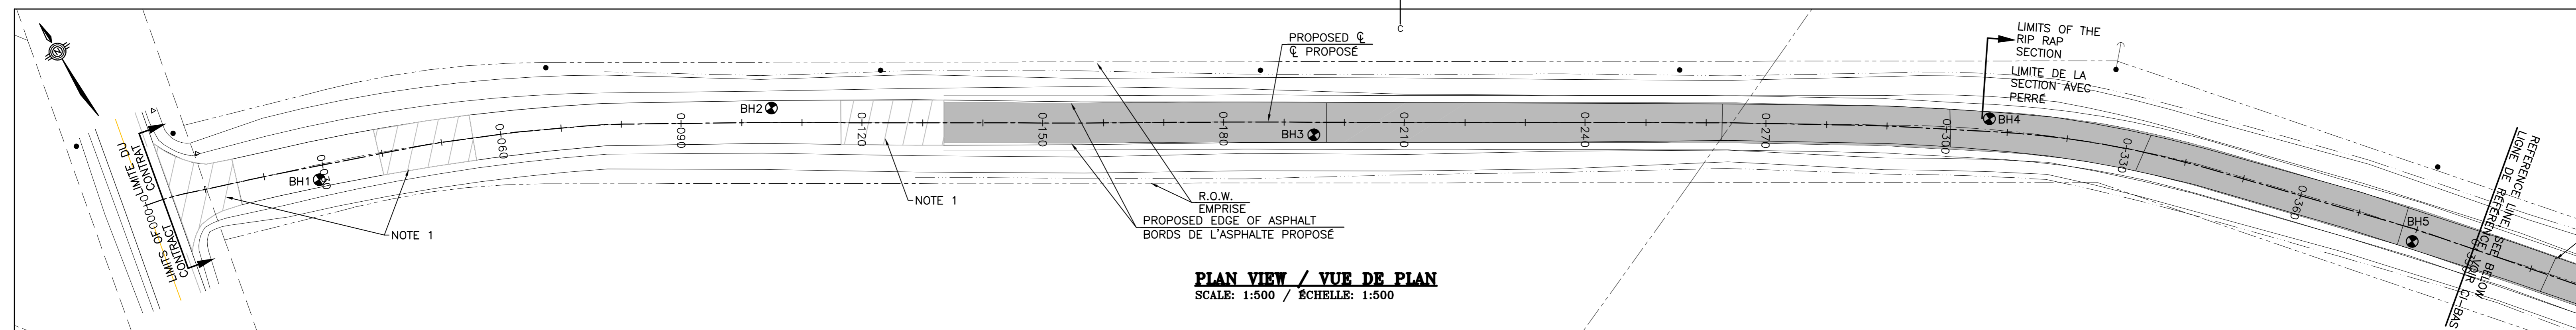 C
PROPOSED ℄
℄ PROPOSÉ
LIMITS OF THE
RIP RAP
SECTION
LIMITE DE LA
SECTION AVEC
PERRÉ
N
BH1
BH2
BH3
BH4
BH5
0+000
0-030
0-060
0-090
0-120
0-150
0-180
0-210
0-240
0-270
0-300
0-330
0-360
LIMITE DU
CONTRAT
LIMITS OF
CONTRACT
NOTE 1
NOTE 1
R.O.W.
EMPRISE
PROPOSED EDGE OF ASPHALT
BORDS DE L'ASPHALTE PROPOSÉ
REFERENCE LINE, SEE BELOW
LIGNE DE RÉFÉRENCE, VOIR CI-BAS
PLAN VIEW / VUE DE PLAN
SCALE: 1:500 / ÉCHELLE: 1:500